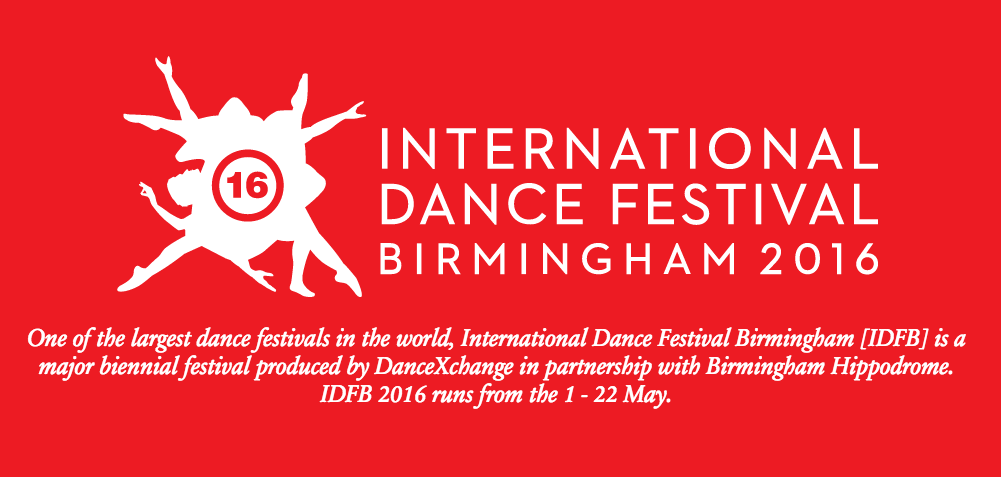 16
INTERNATIONAL
DANCE FESTIVAL
BIRMINGHAM 2016
One of the largest dance festivals in the world, International Dance Festival Birmingham [IDFB] is a
major biennial festival produced by DanceXchange in partnership with Birmingham Hippodrome.
IDFB 2016 runs from the 1 - 22 May.